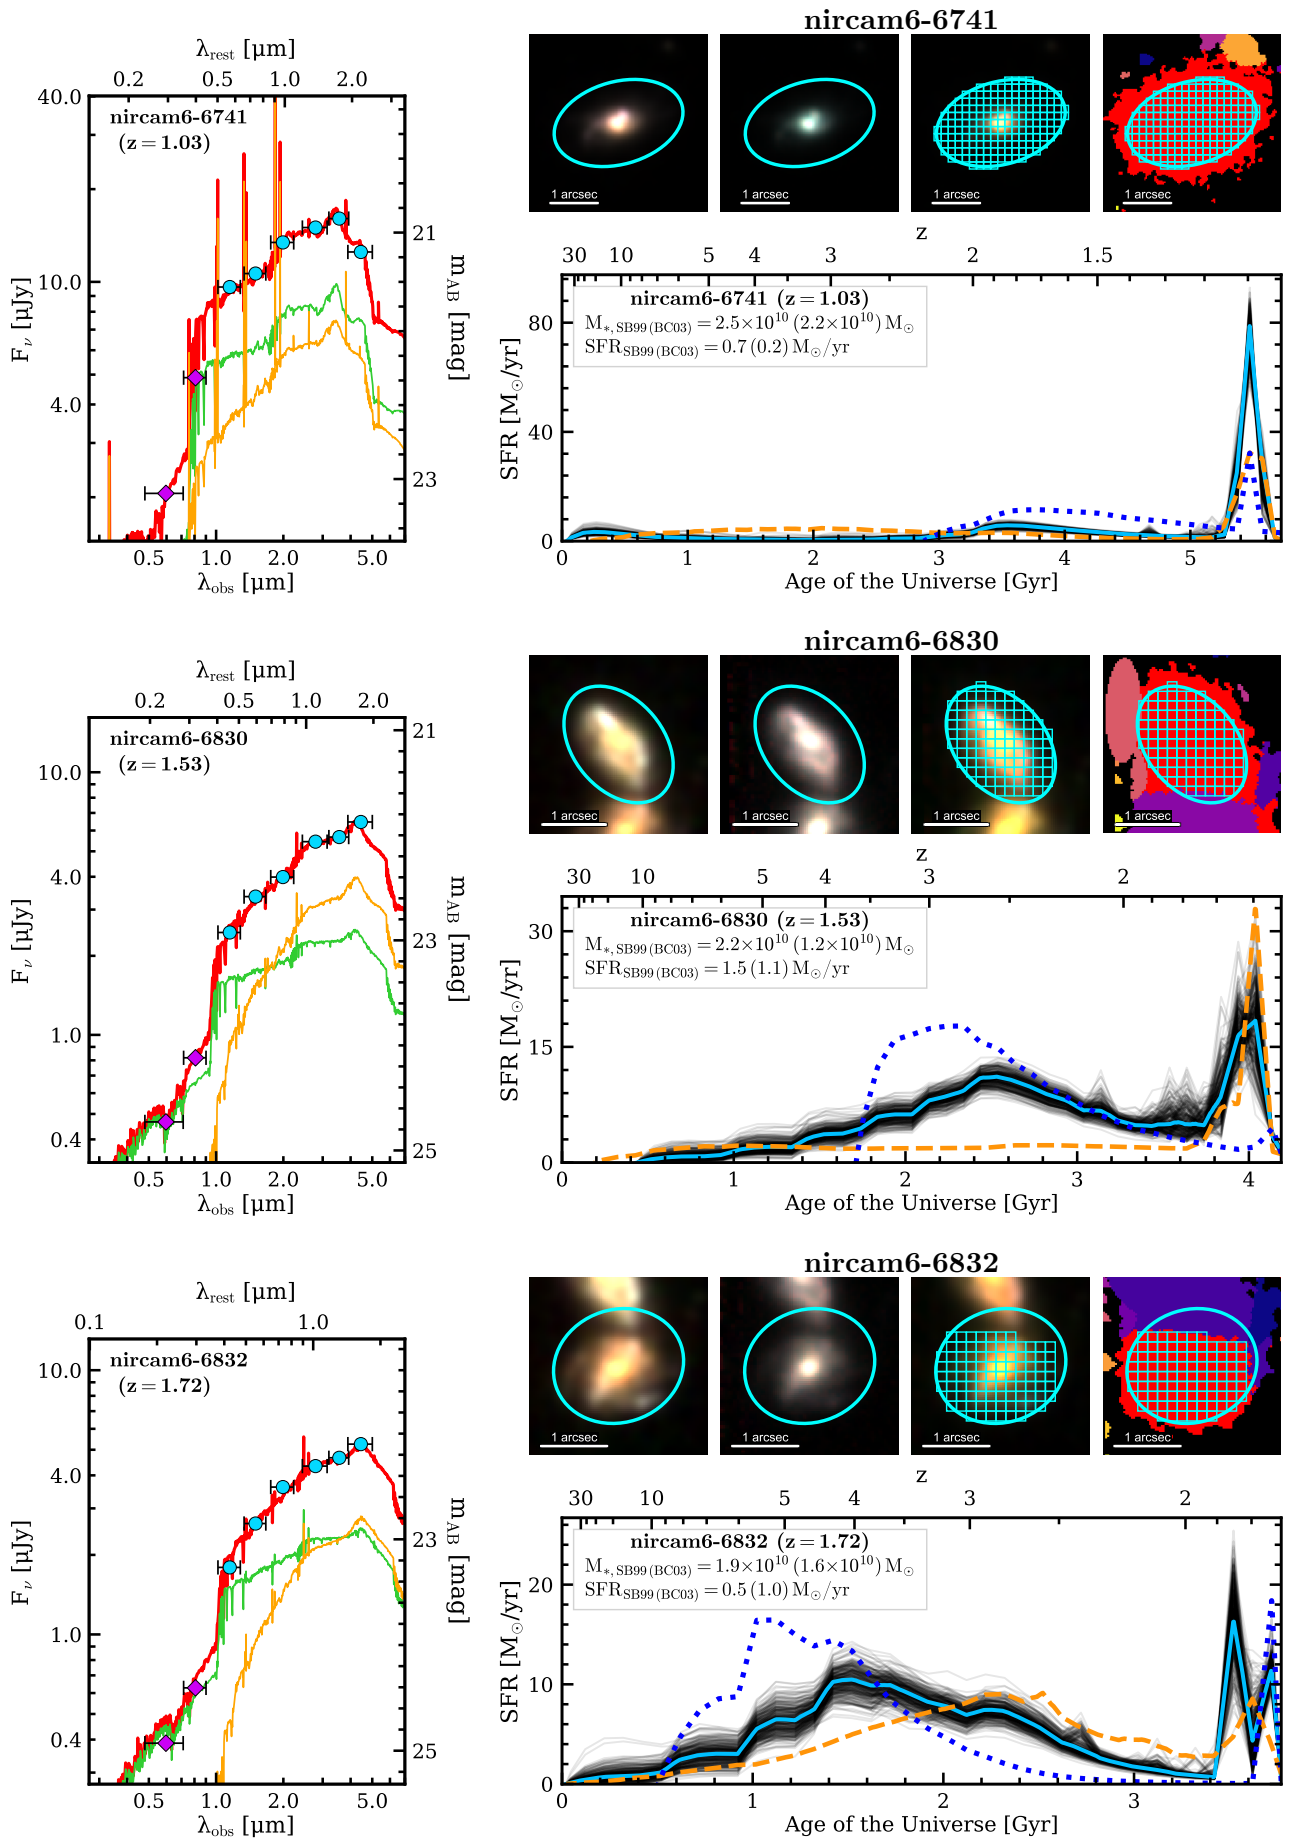 nircam6-6741
λrest [µm]
0.2 0.5 1.0 2.0
40.0
10.0
4.0
Fν [µJy]
nircam6-6741
(z = 1.03)
21
23
mAB [mag]
0.5 1.0 2.0 5.0
λobs [µm]
1 arcsec
1 arcsec
1 arcsec
1 arcsec
z
30 10 5 4 3 2 1.5
nircam6-6741 (z = 1.03)
M*, SB99 (BC03) = 2.5×10^10 (2.2×10^10) M⊙
SFRSB99 (BC03) = 0.7 (0.2) M⊙/yr
SFR [M⊙/yr]
80
40
0
1 2 3 4 5
Age of the Universe [Gyr]
nircam6-6830
λrest [µm]
0.2 0.5 1.0 2.0
10.0
4.0
1.0
0.4
Fν [µJy]
nircam6-6830
(z = 1.53)
21
23
25
mAB [mag]
0.5 1.0 2.0 5.0
λobs [µm]
1 arcsec
1 arcsec
1 arcsec
1 arcsec
z
30 10 5 4 3 2
nircam6-6830 (z = 1.53)
M*, SB99 (BC03) = 2.2×10^10 (1.2×10^10) M⊙
SFRSB99 (BC03) = 1.5 (1.1) M⊙/yr
SFR [M⊙/yr]
30
15
0
0 1 2 3 4
Age of the Universe [Gyr]
nircam6-6832
λrest [µm]
0.1 1.0
10.0
4.0
1.0
0.4
Fν [µJy]
nircam6-6832
(z = 1.72)
23
25
mAB [mag]
0.5 1.0 2.0 5.0
λobs [µm]
1 arcsec
1 arcsec
1 arcsec
1 arcsec
z
30 10 5 4 3 2
nircam6-6832 (z = 1.72)
M*, SB99 (BC03) = 1.9×10^10 (1.6×10^10) M⊙
SFRSB99 (BC03) = 0.5 (1.0) M⊙/yr
SFR [M⊙/yr]
20
10
0
0 1 2 3
Age of the Universe [Gyr]